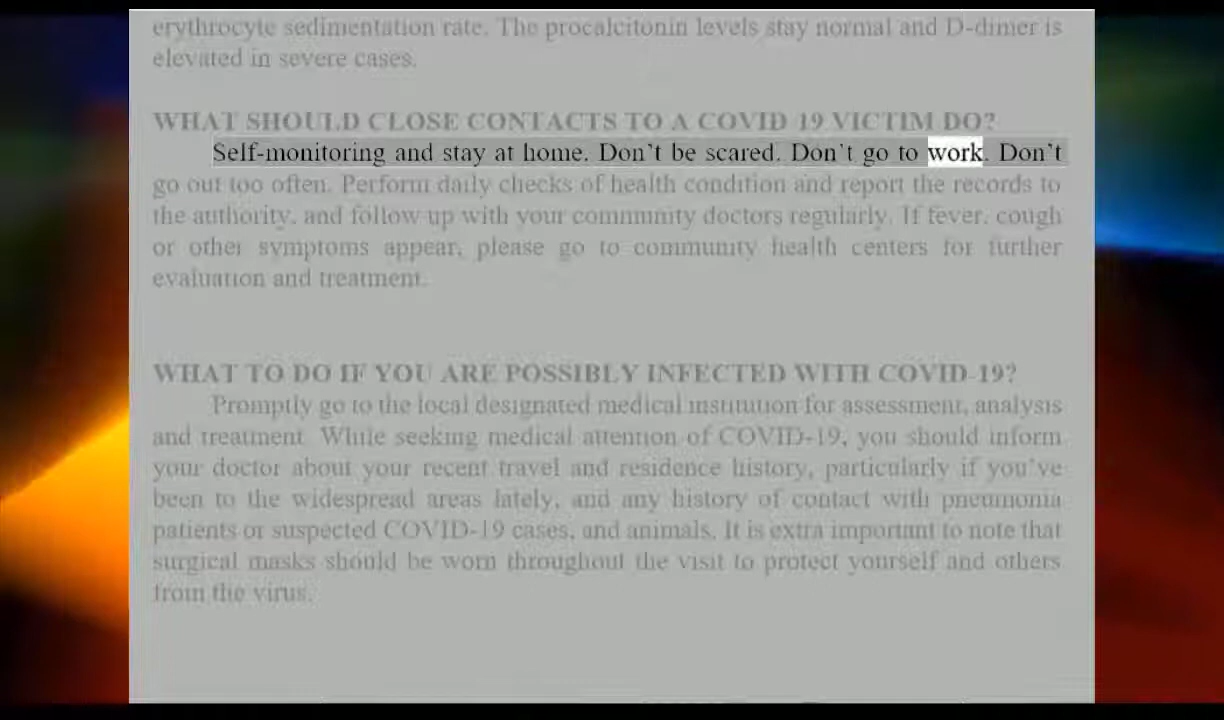 erythrocyte sedimentation rate. The procalcitonin levels stay normal and D-dimer is
elevated in severe cases.
WHAT SHOULD CLOSE CONTACTS TO A COVID 19 VICTIM DO?
Self-monitoring and stay at home. Don't be scared. Don't go to work. Don't
go out too often. Perform daily checks of health condition and report the records to
the authority, and follow up with your community doctors regularly. If fever, cough
or other symptoms appear, please go to community health centers for further
evaluation and treatment.
WHAT TO DO IF YOU ARE POSSIBLY INFECTED WITH COVID-19?
Promptly go to the local designated medical institution for assessment, analysis
and treatment. While seeking medical attention of COVID-19, you should inform
your doctor about your recent travel and residence history, particularly if you've
been to the widespread areas lately, and any history of contact with pneumonia
patients or suspected COVID-19 cases, and animals. It is extra important to note that
surgical masks should be worn throughout the visit to protect yourself and others
from the virus.